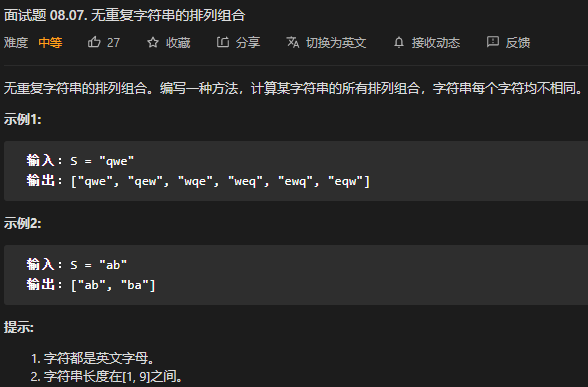 面试题 08.07. 无重复字符串的排列组合
难度 中等 27 收藏 分享 切换为英文 接收动态 反馈
无重复字符串的排列组合。编写一种方法，计算某字符串的所有排列组合，字符串每个字符均不相同。
示例1:
输入：S = "qwe"
输出：["qwe", "qew", "wqe", "weq", "ewq", "eqw"]
示例2:
输入：S = "ab"
输出：["ab", "ba"]
提示:
1. 字符都是英文字母。
2. 字符串长度在[1, 9]之间。